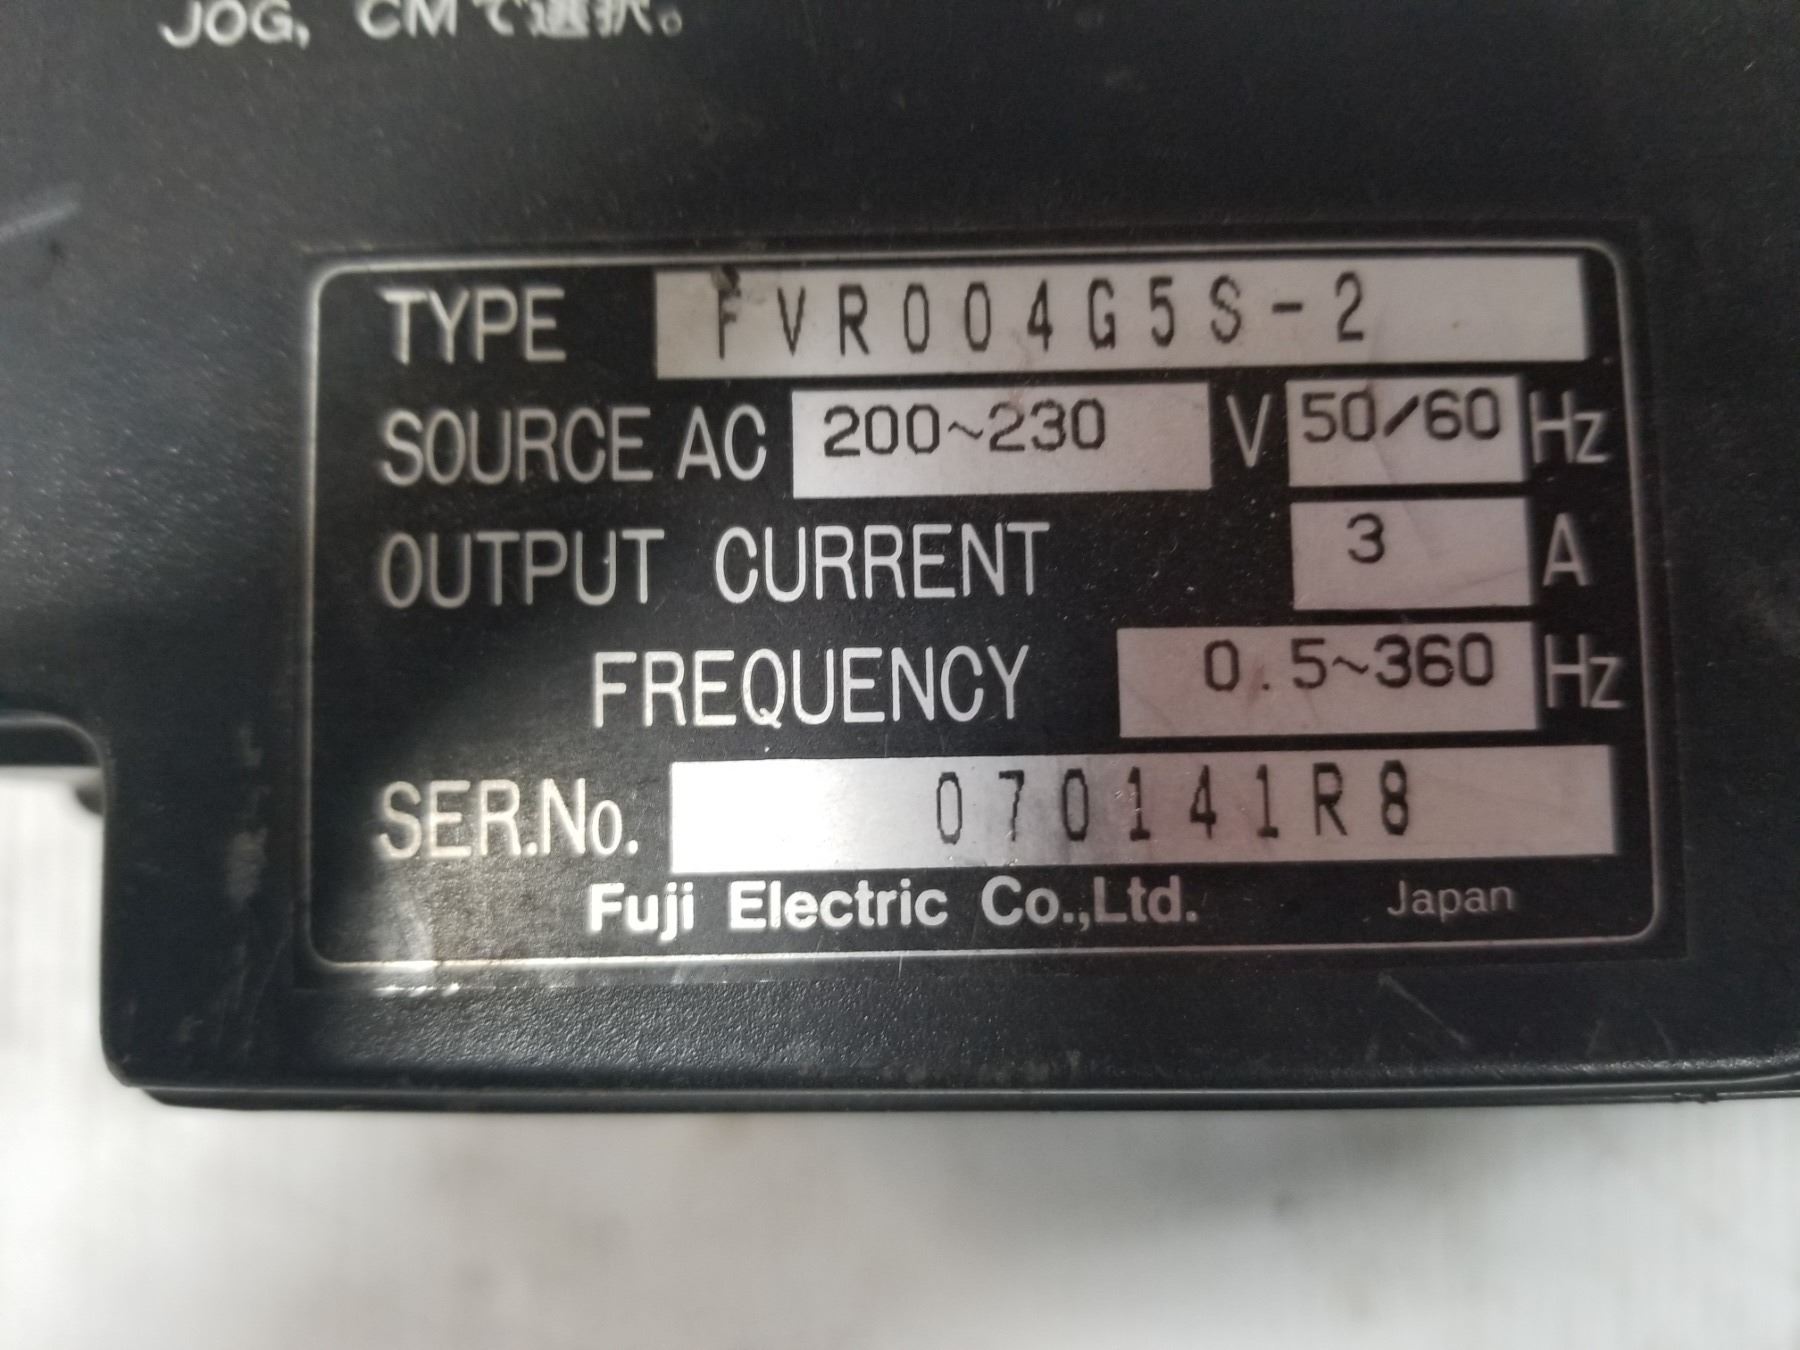 JOG, CMで選択。
TYPE FVR004G5S-2
SOURCE AC 200~230 V 50/60 Hz
OUTPUT CURRENT 3 A
FREQUENCY 0.5~360 Hz
SER.No. 070141R8
Fuji Electric Co.,Ltd. Japan